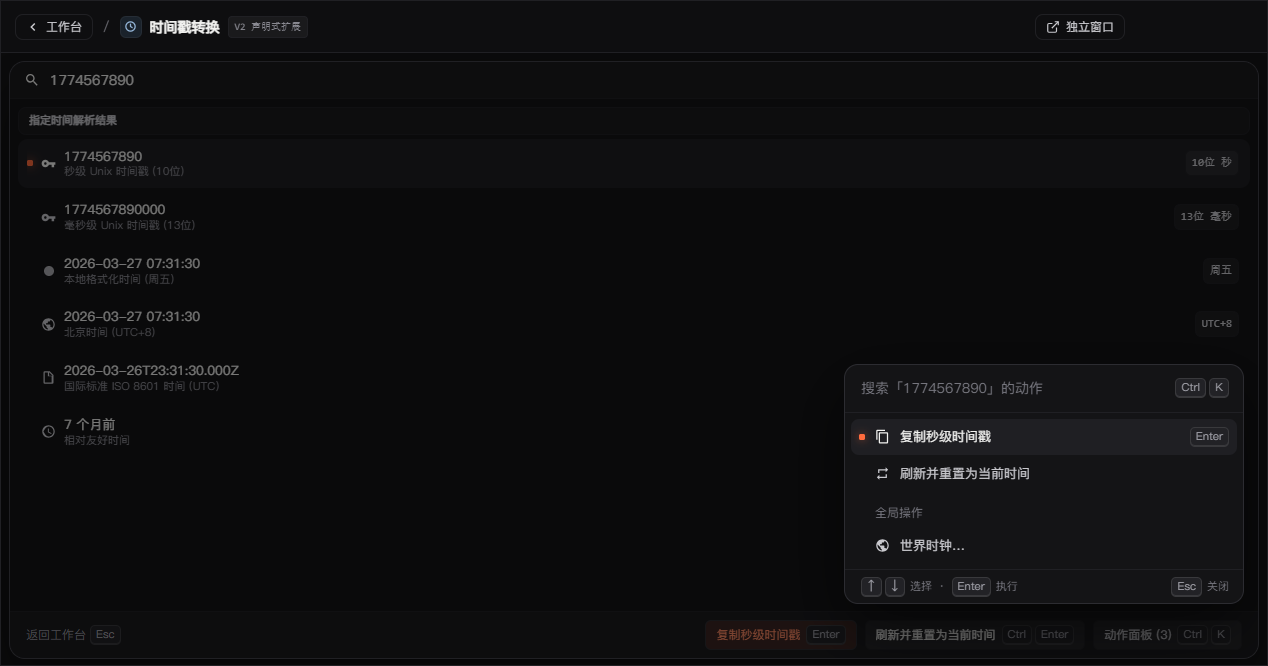 工作台 / 时间戳转换 V2 声明式扩展 独立窗口
1774567890
指定时间解析结果
1774567890
秒级 Unix 时间戳 (10位)
10位 秒
1774567890000
毫秒级 Unix 时间戳 (13位)
13位 毫秒
2026-03-27 07:31:30
本地格式化时间 (周五)
周五
2026-03-27 07:31:30
北京时间 (UTC+8)
UTC+8
2026-03-26T23:31:30.000Z
国际标准 ISO 8601 时间 (UTC)
7 个月前
相对友好时间
搜索「1774567890」的动作 Ctrl K
复制秒级时间戳 Enter
刷新并重置为当前时间
全局操作
世界时钟...
↑ ↓ 选择 · Enter 执行 Esc 关闭
返回工作台 Esc 复制秒级时间戳 Enter 刷新并重置为当前时间 Ctrl Enter 动作面板 (3) Ctrl K